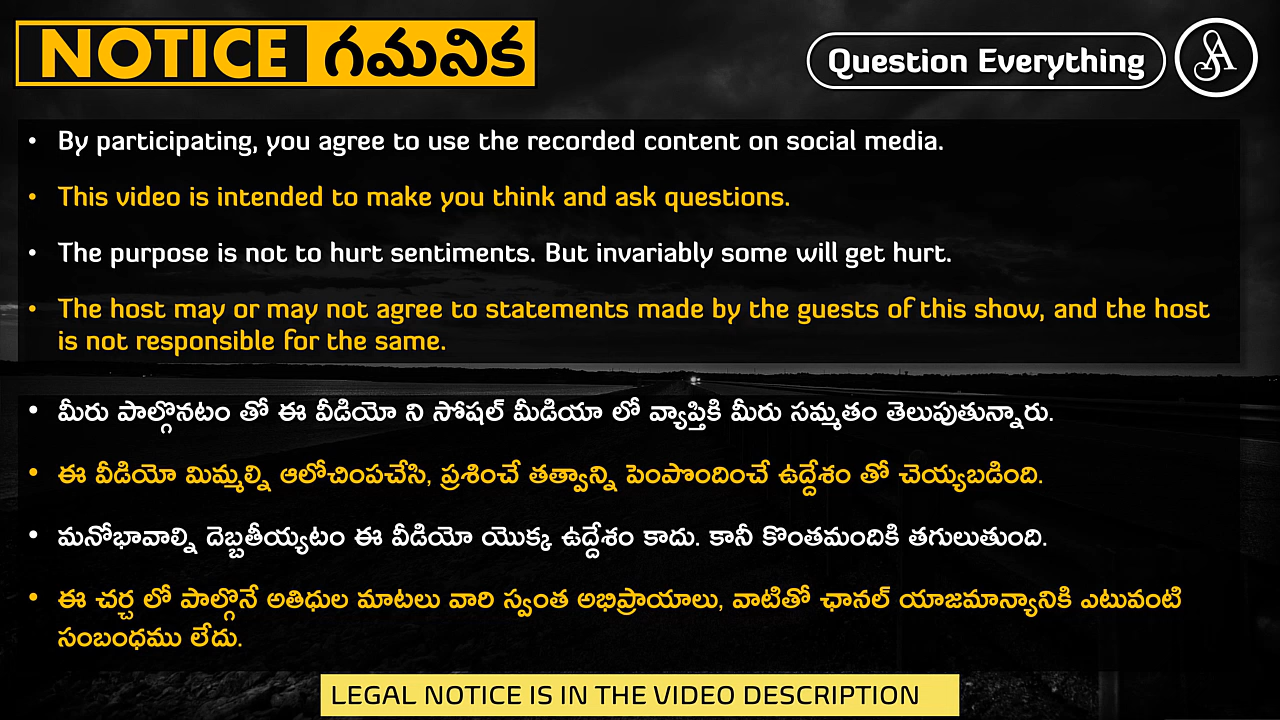 NOTICE గమనిక
Question Everything
• By participating, you agree to use the recorded content on social media.
• This video is intended to make you think and ask questions.
• The purpose is not to hurt sentiments. But invariably some will get hurt.
• The host may or may not agree to statements made by the guests of this show, and the host
is not responsible for the same.
• మీరు పాల్గొనటం తో ఈ వీడియో ని సోషల్ మీడియా లో వ్యాప్తికి మీరు సమ్మతం తెలుపుతున్నారు.
• ఈ వీడియో మిమ్మల్ని ఆలోచింపచేసి, ప్రశించే తత్వాన్ని పెంపొందించే ఉద్దేశం తో చెయ్యబడింది.
• మనోభావాల్ని దెబ్బతీయ్యటం ఈ వీడియో యొక్క ఉద్దేశం కాదు. కానీ కొంతమందికి తగులుతుంది.
• ఈ చర్చ లో పాల్గొనే అతిధుల మాటలు వారి స్వంత అభిప్రాయాలు, వాటితో ఛానల్ యాజమాన్యానికి ఎటువంటి
సంబంధము లేదు.
LEGAL NOTICE IS IN THE VIDEO DESCRIPTION